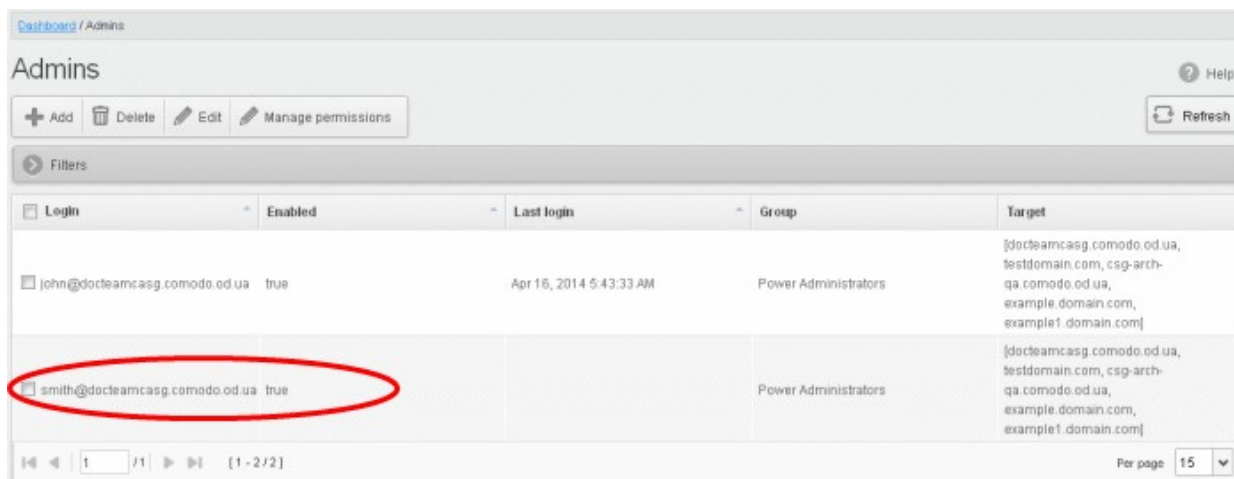 Dashboard / Admins
Admins
Help
Add Delete Edit Manage permissions
Refresh
Filters
Login Enabled Last login Group Target
john@docteamcasg.comodo.od.ua true Apr 16, 2014 5:43:33 AM Power Administrators
[docteamcasg.comodo.od.ua,
testdomain.com, csg-arch-
qa.comodo.od.ua,
example.domain.com,
example1.domain.com]
smith@docteamcasg.comodo.od.ua true Power Administrators
[docteamcasg.comodo.od.ua,
testdomain.com, csg-arch-
qa.comodo.od.ua,
example.domain.com,
example1.domain.com]
1 /1 [1 - 2 / 2] Per page 15